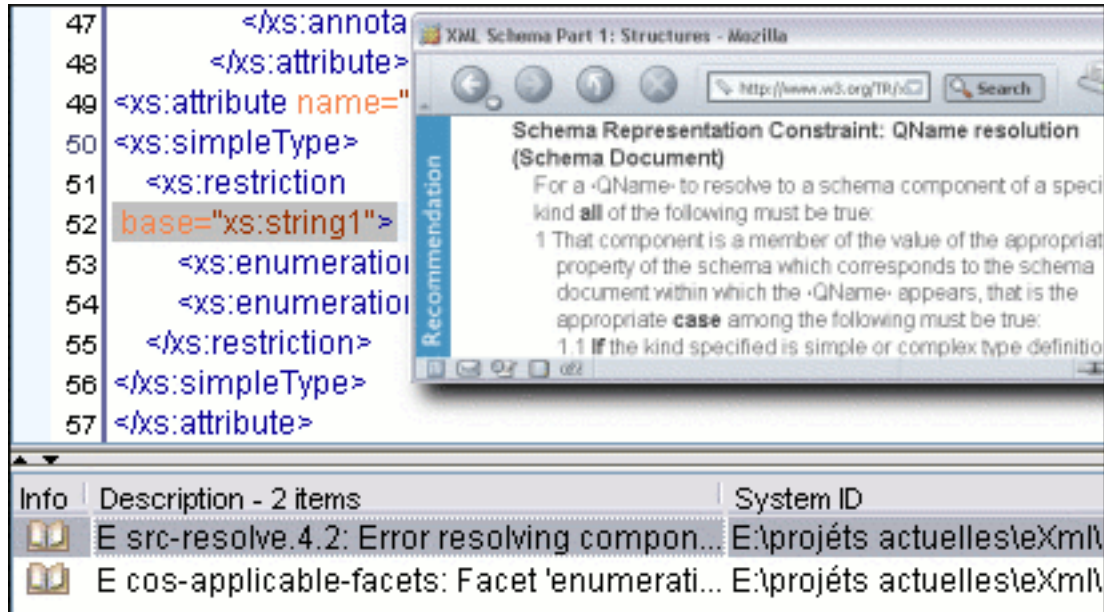 47 </xs:annota
48 </xs:attribute>
49 <xs:attribute name="
50 <xs:simpleType>
51 <xs:restriction
52 base="xs:string1">
53 <xs:enumeration
54 <xs:enumeration
55 </xs:restriction>
56 </xs:simpleType>
57 </xs:attribute>
XML Schema Part 1: Structures - Mozilla
http://www.w3.org/TR/x Search
Recommendation
Schema Representation Constraint: QName resolution
(Schema Document)
For a ·QName· to resolve to a schema component of a speci
kind all of the following must be true:
1 That component is a member of the value of the appropriat
property of the schema which corresponds to the schema
document within which the ·QName· appears, that is the
appropriate case among the following must be true:
1.1 If the kind specified is simple or complex type definitio
Info Description - 2 items System ID
E src-resolve.4.2: Error resolving compon... E:\projéts actuelles\eXml\
E cos-applicable-facets: Facet 'enumerati... E:\projéts actuelles\eXml\